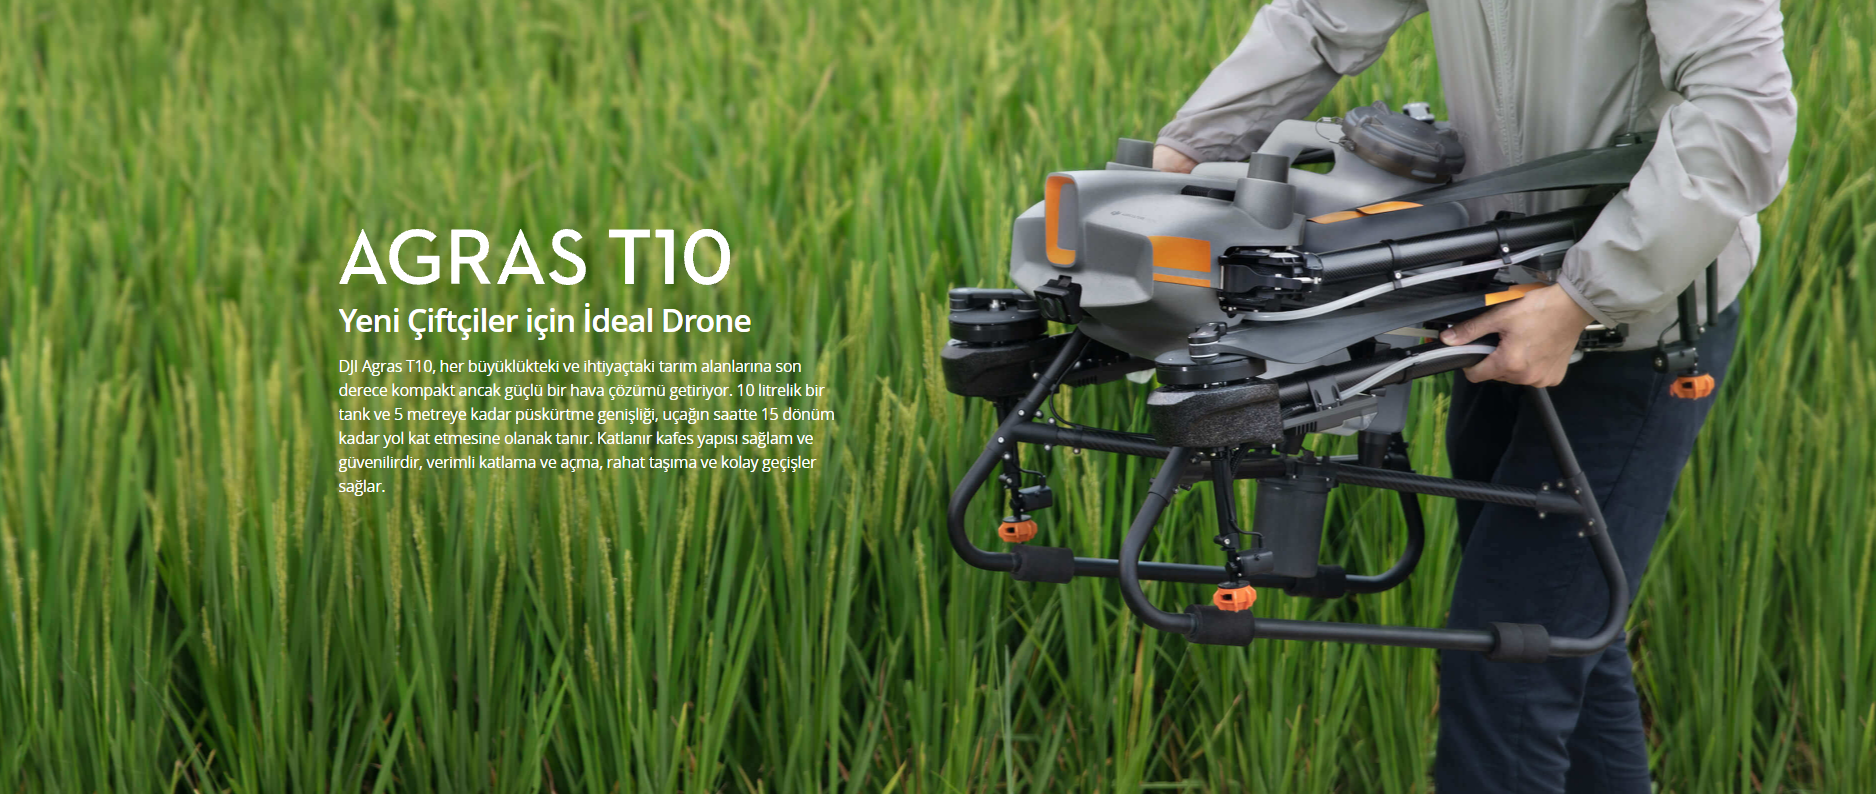 AGRAS T10
Yeni Çiftçiler için İdeal Drone
DJI Agras T10, her büyüklükteki ve ihtiyaçtaki tarım alanlarına son
derece kompakt ancak güçlü bir hava çözümü getiriyor. 10 litrelik bir
tank ve 5 metreye kadar püskürtme genişliği, uçağın saatte 15 dönüm
kadar yol kat etmesine olanak tanır. Katlanır kafes yapısı sağlam ve
güvenilirdir, verimli katlama ve açma, rahat taşıma ve kolay geçişler
sağlar.